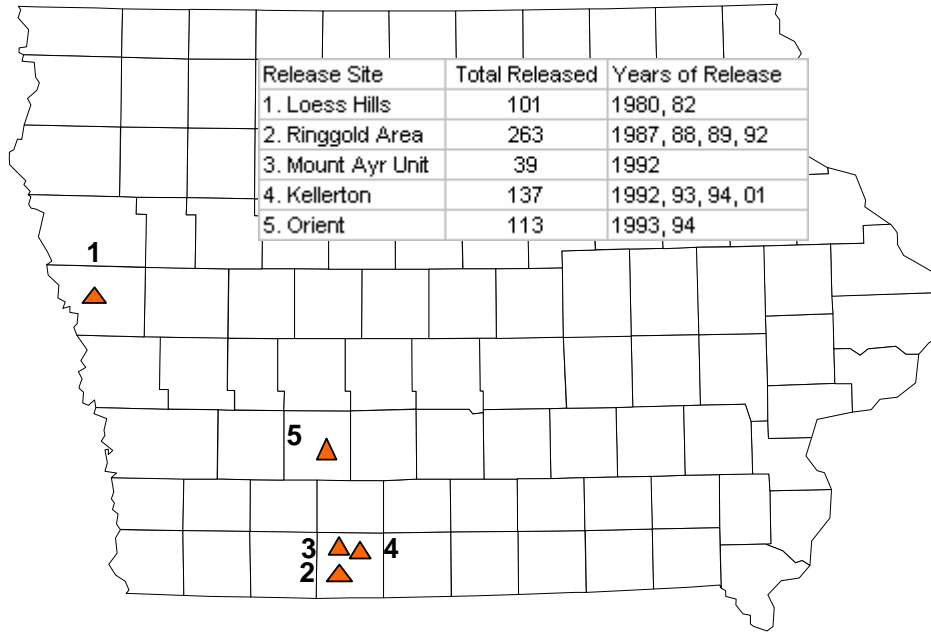 Release Site Total Released Years of Release
1. Loess Hills 101 1980, 82
2. Ringgold Area 263 1987, 88, 89, 92
3. Mount Ayr Unit 39 1992
4. Kellerton 137 1992, 93, 94, 01
5. Orient 113 1993, 94
1
5
3 4
2